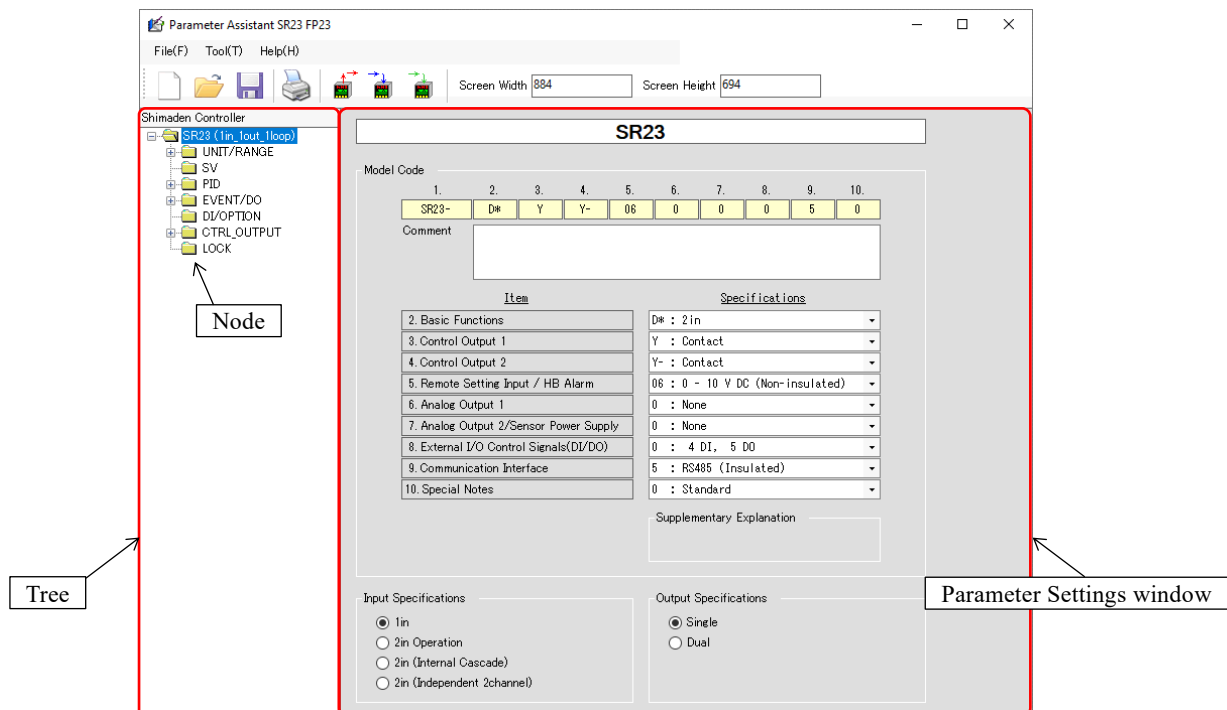 Parameter Assistant SR23 FP23
File(F) Tool(T) Help(H)
Screen Width 884 Screen Height 694
Shimaden Controller
SR23 (1in_1out_1loop)
UNIT/RANGE
SV
PID
EVENT/DO
DI/OPTION
CTRL_OUTPUT
LOCK
Node
Tree
SR23
Model Code
1. 2. 3. 4. 5. 6. 7. 8. 9. 10.
SR23- D* Y Y- 06 0 0 0 5 0
Comment
Item Specifications
2. Basic Functions D* : 2in
3. Control Output 1 Y : Contact
4. Control Output 2 Y- : Contact
5. Remote Setting Input / HB Alarm 06 : 0 - 10 V DC (Non-insulated)
6. Analog Output 1 0 : None
7. Analog Output 2/Sensor Power Supply 0 : None
8. External I/O Control Signals(DI/DO) 0 : 4 DI, 5 DO
9. Communication Interface 5 : RS485 (Insulated)
10. Special Notes 0 : Standard
Supplementary Explanation
Parameter Settings window
Input Specifications
1in
2in Operation
2in (Internal Cascade)
2in (Independent 2channel)
Output Specifications
Single
Dual